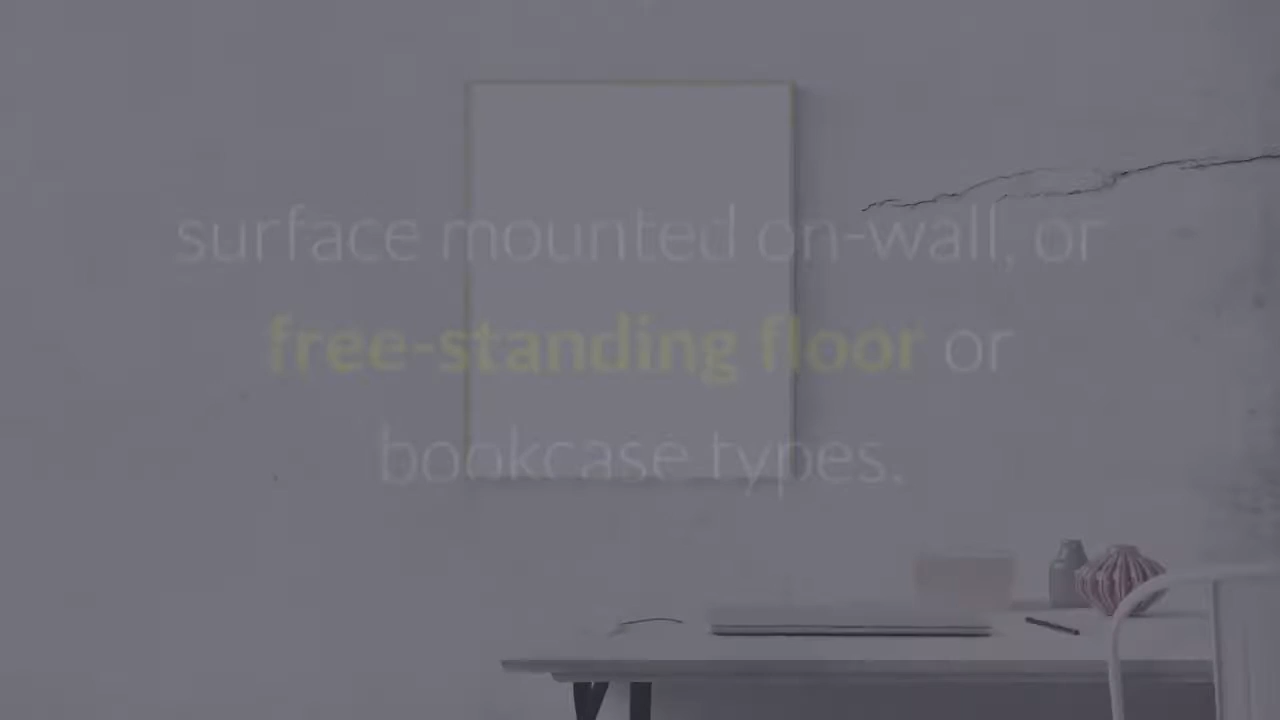 surface mounted on-wall, or
free-standing floor or
bookcase types.